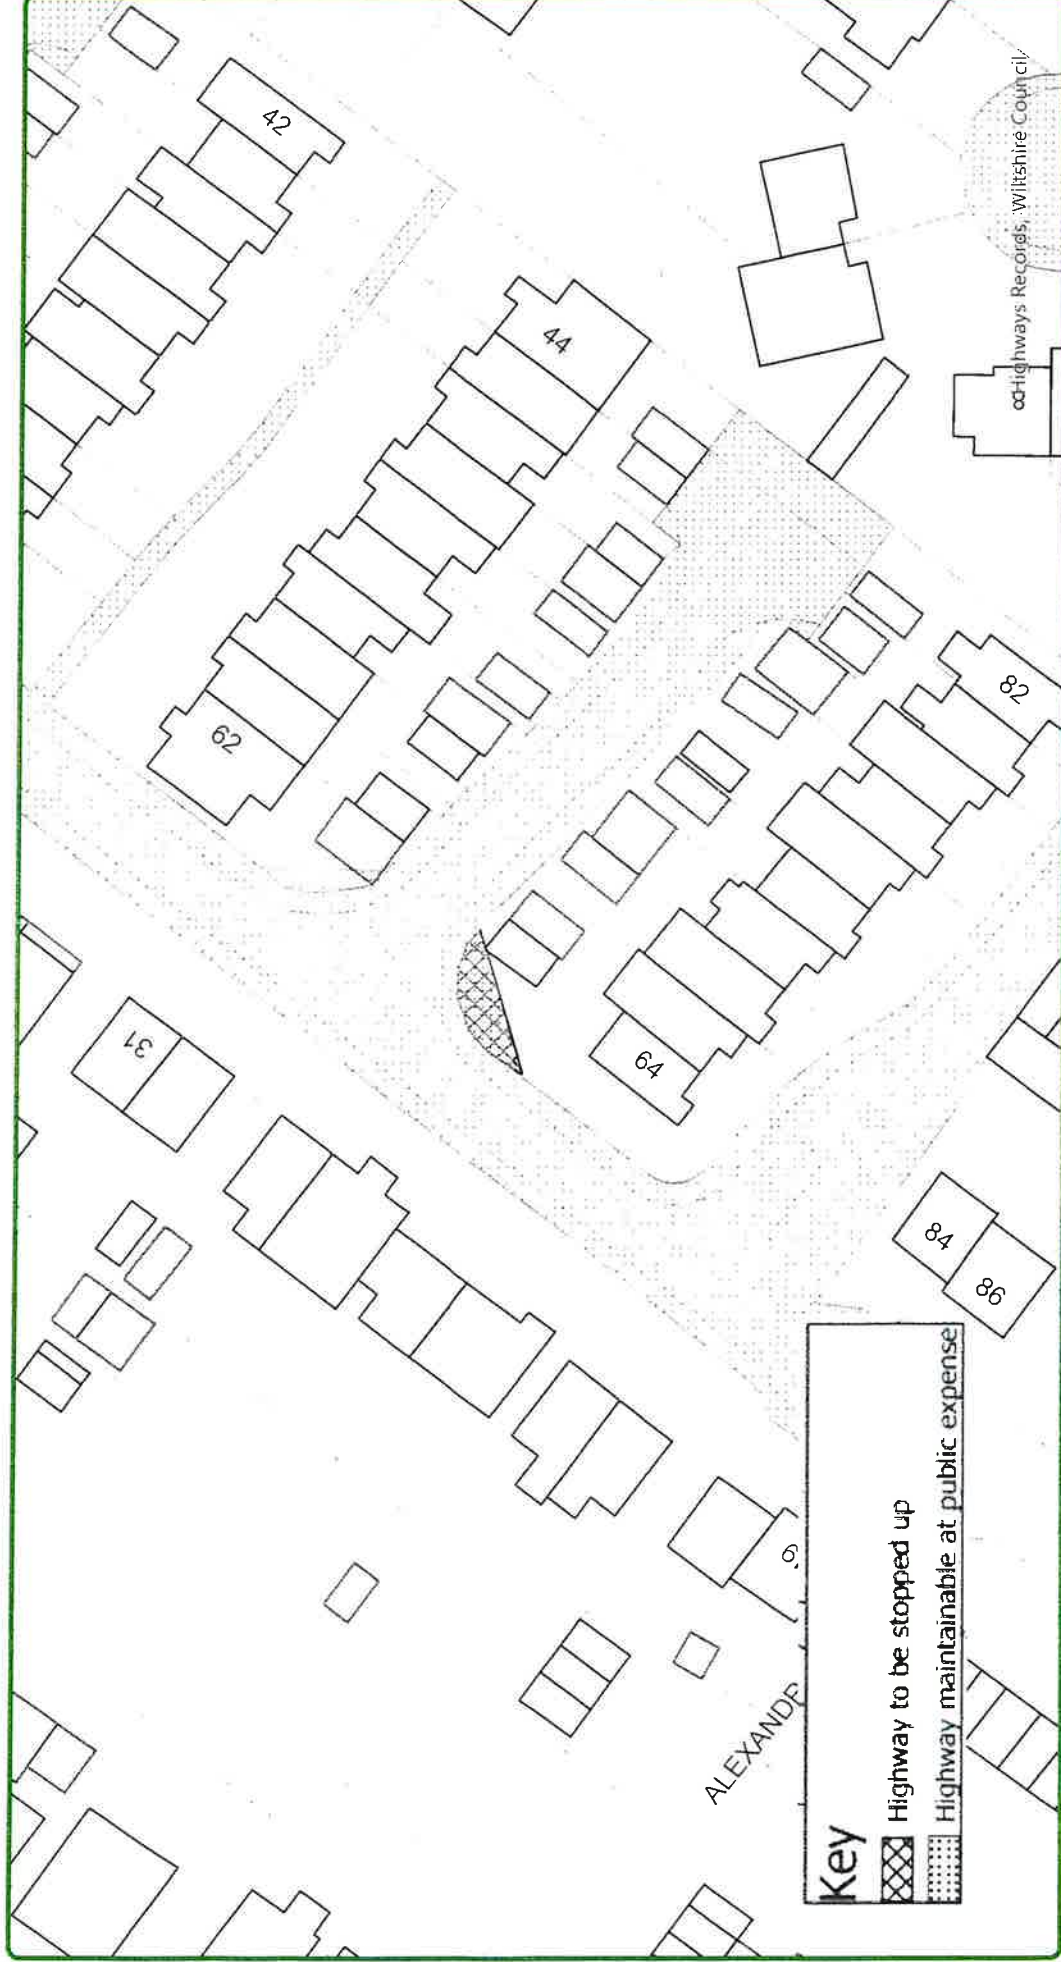 42
44
62
31
64
82
84
86
8
Highways Records, Wiltshire Council
Key
Highway to be stopped up
Highway maintainable at public expense